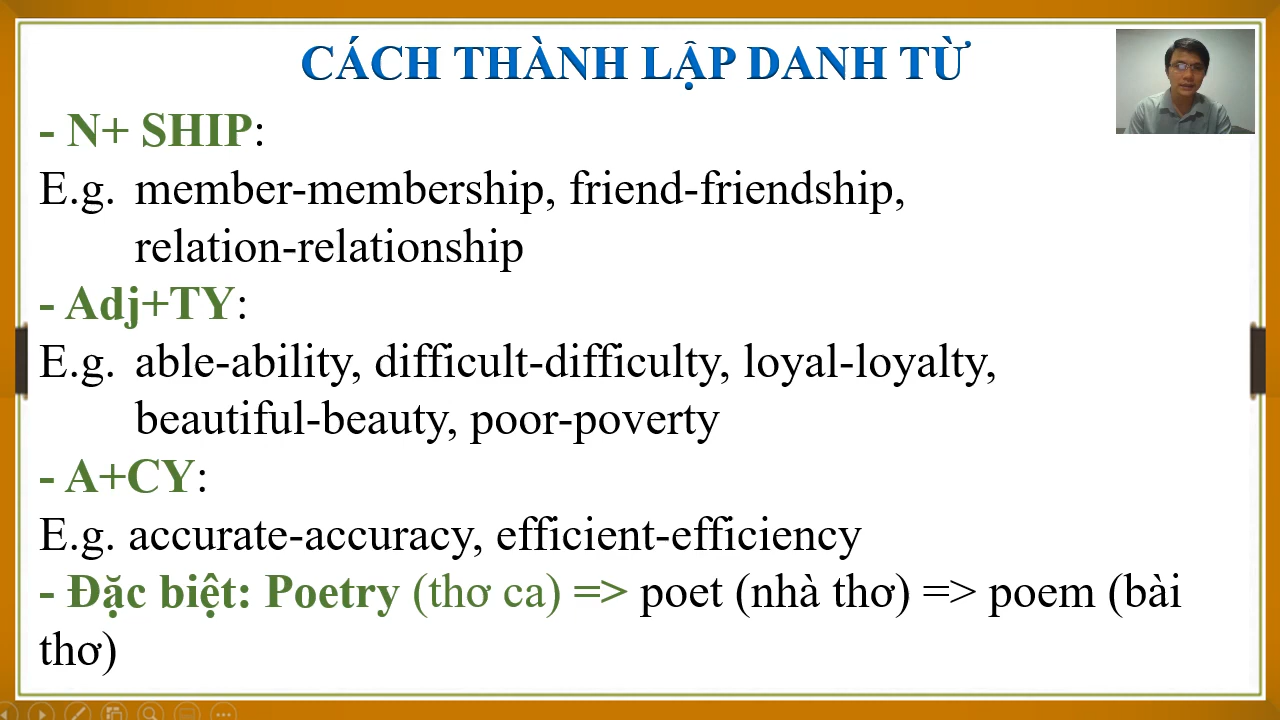 CÁCH THÀNH LẬP DANH TỪ
- N+ SHIP:
E.g. member-membership, friend-friendship,
relation-relationship
- Adj+TY:
E.g. able-ability, difficult-difficulty, loyal-loyalty,
beautiful-beauty, poor-poverty
- A+CY:
E.g. accurate-accuracy, efficient-efficiency
- Đặc biệt: Poetry (thơ ca) => poet (nhà thơ) => poem (bài
thơ)